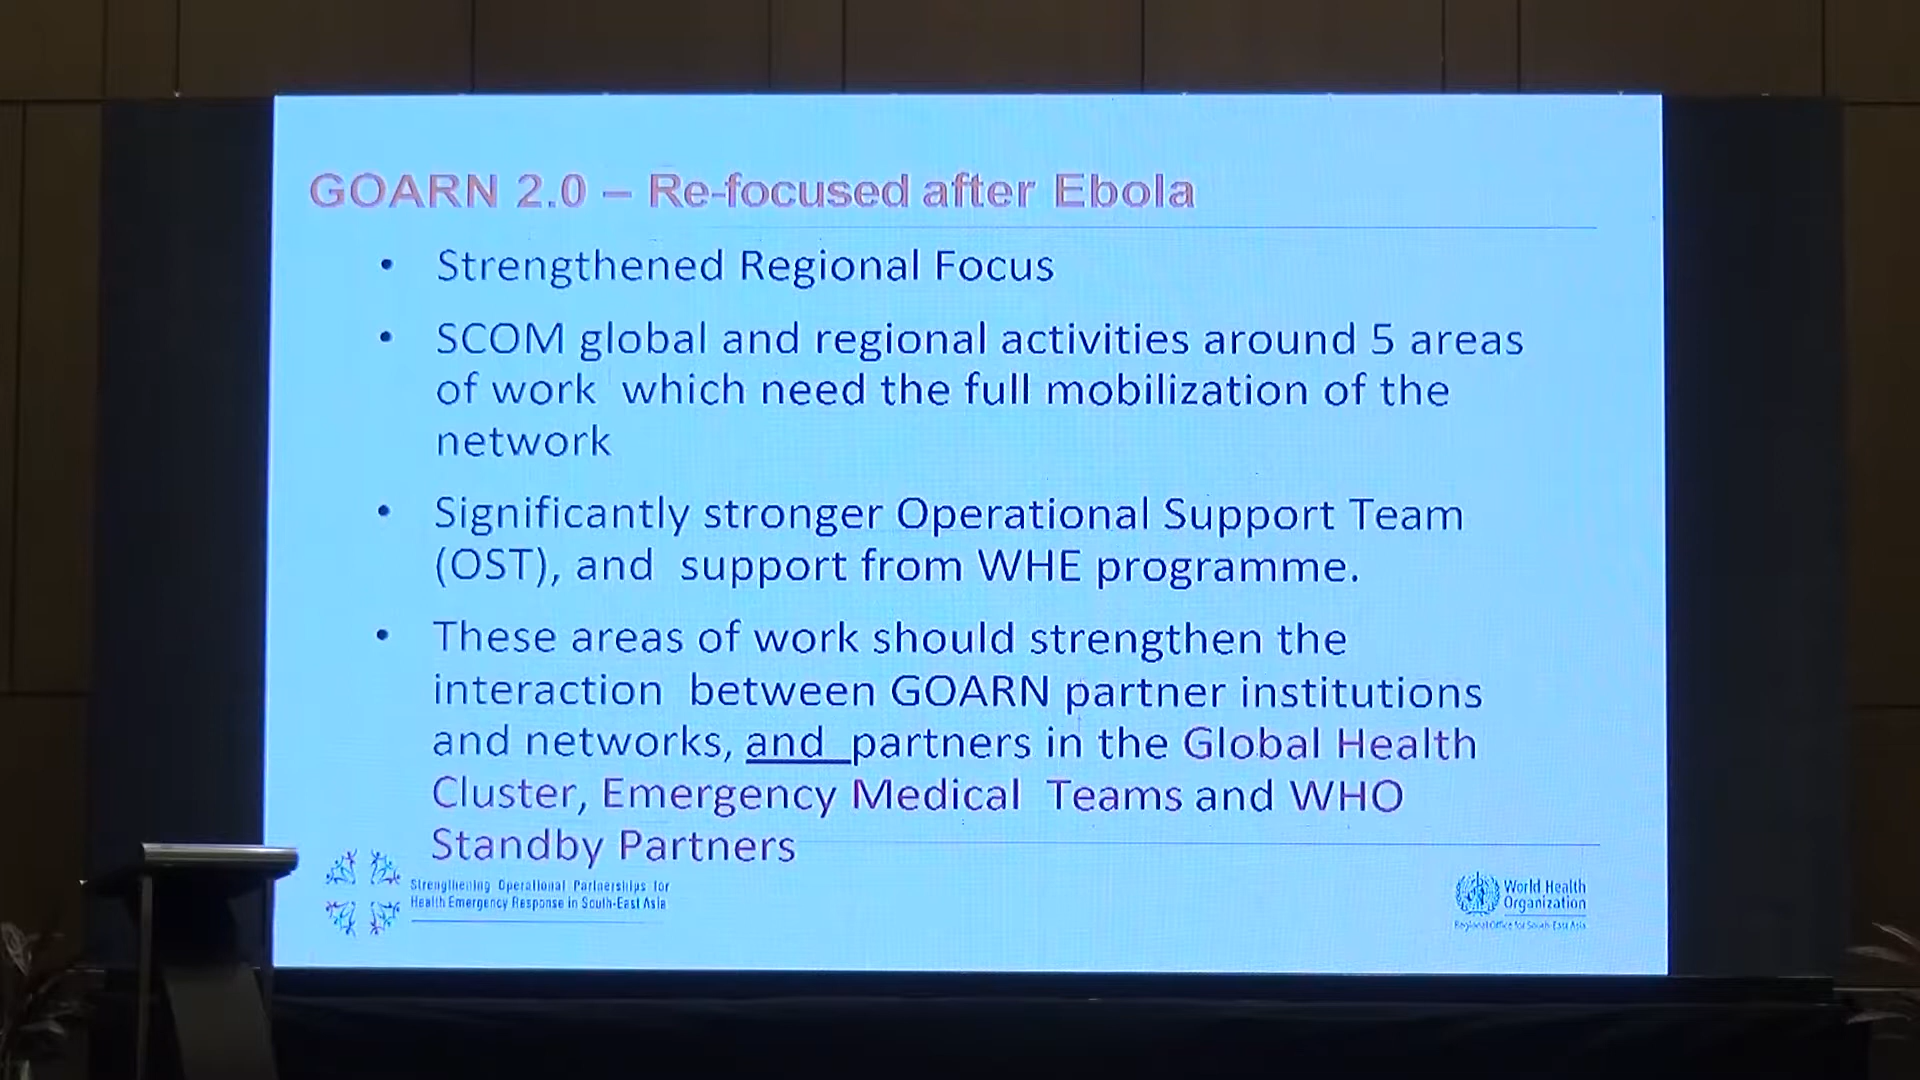 GOARN 2.0 – Re-focused after Ebola
• Strengthened Regional Focus
• SCOM global and regional activities around 5 areas
of work which need the full mobilization of the
network
• Significantly stronger Operational Support Team
(OST), and support from WHE programme.
• These areas of work should strengthen the
interaction between GOARN partner institutions
and networks, and partners in the Global Health
Cluster, Emergency Medical Teams and WHO
Standby Partners
Strengthening Operational Partnerships for
Health Emergency Response in South-East Asia
World Health
Organization
Regional Office for South-East Asia